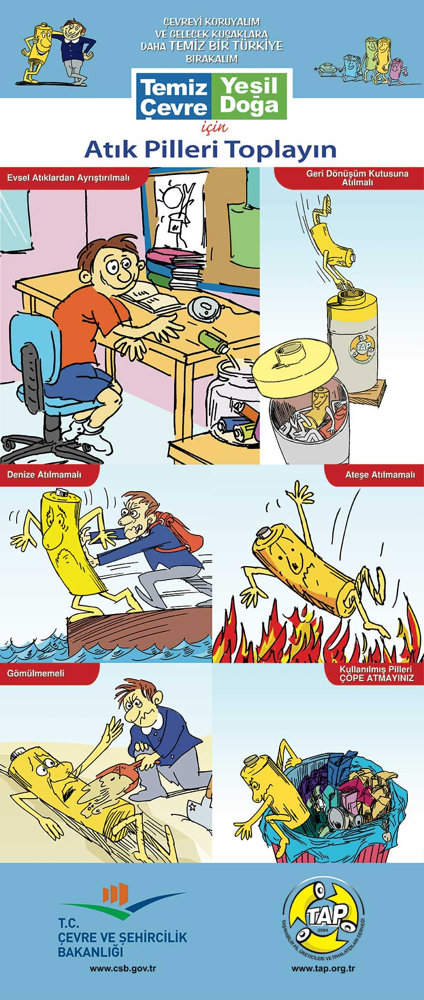 ÇEVREYİ KORUYALIM
VE GELECEK KUŞAKLARA
DAHA TEMİZ BİR TÜRKİYE
BIRAKALIM
Temiz Çevre
Yeşil Doğa
için
Atık Pilleri Toplayın
Evsel Atıklardan Ayrıştırılmalı
Geri Dönüşüm Kutusuna
Atılmalı
TAP
Denize Atılmamalı
Ateşe Atılmamalı
Gömülmemeli
Kullanılmış Pilleri
ÇÖPE ATMAYINIZ
T.C.
ÇEVRE VE ŞEHİRCİLİK
BAKANLIĞI
www.csb.gov.tr
TAP
2004
TAŞINABİLİR PİL ÜRETİCİLERİ VE İTHALATÇILARI DERNEĞİ
www.tap.org.tr